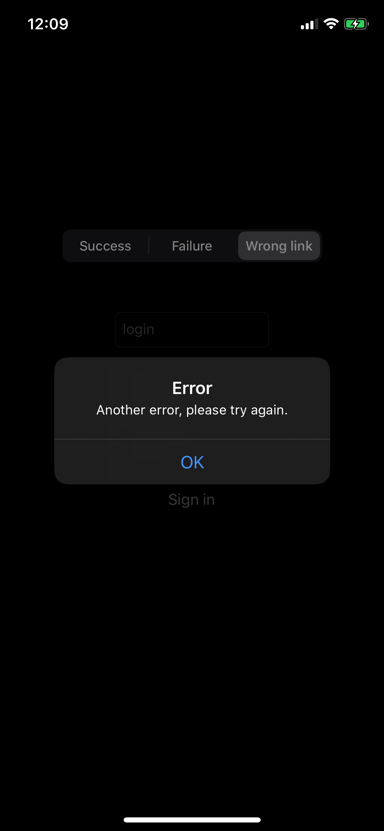 12:09
Success Failure Wrong link
login
Error
Another error, please try again.
OK
Sign in